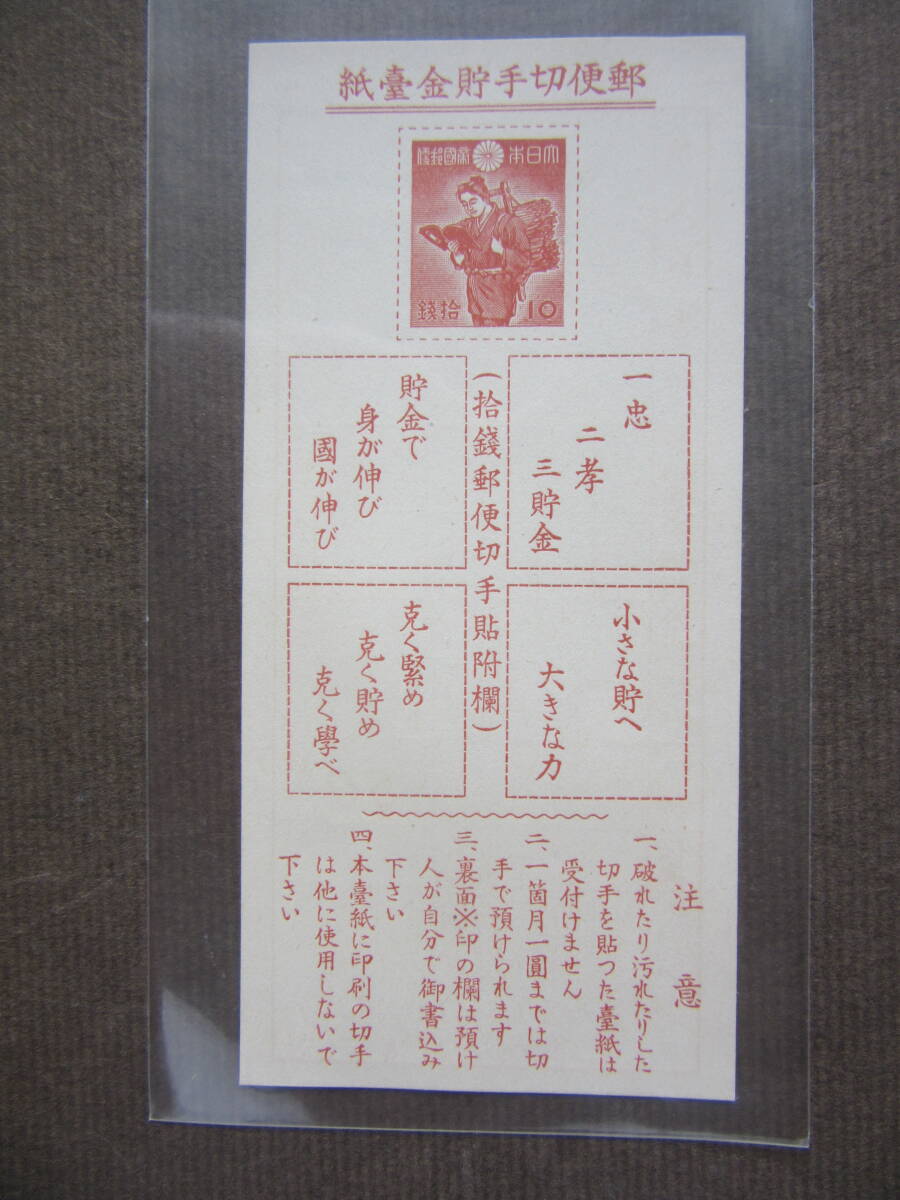 郵便切手貯金臺紙
大日本 帝國郵便
拾錢 10
一忠
二孝
三貯金
小さな貯へ
大きな力
(拾錢郵便切手貼附欄)
貯金で
身が伸び
國が伸び
克く緊め
克く貯め
克く學べ
注意
一、破れたり汚れたりした
切手を貼つた臺紙は
受付けません
二、一箇月一圓までは切
手で預けられます
三、裏面※印の欄は預け
人が自分で御書込み
下さい
四、本臺紙に印刷の切手
は他に使用しないで
下さい